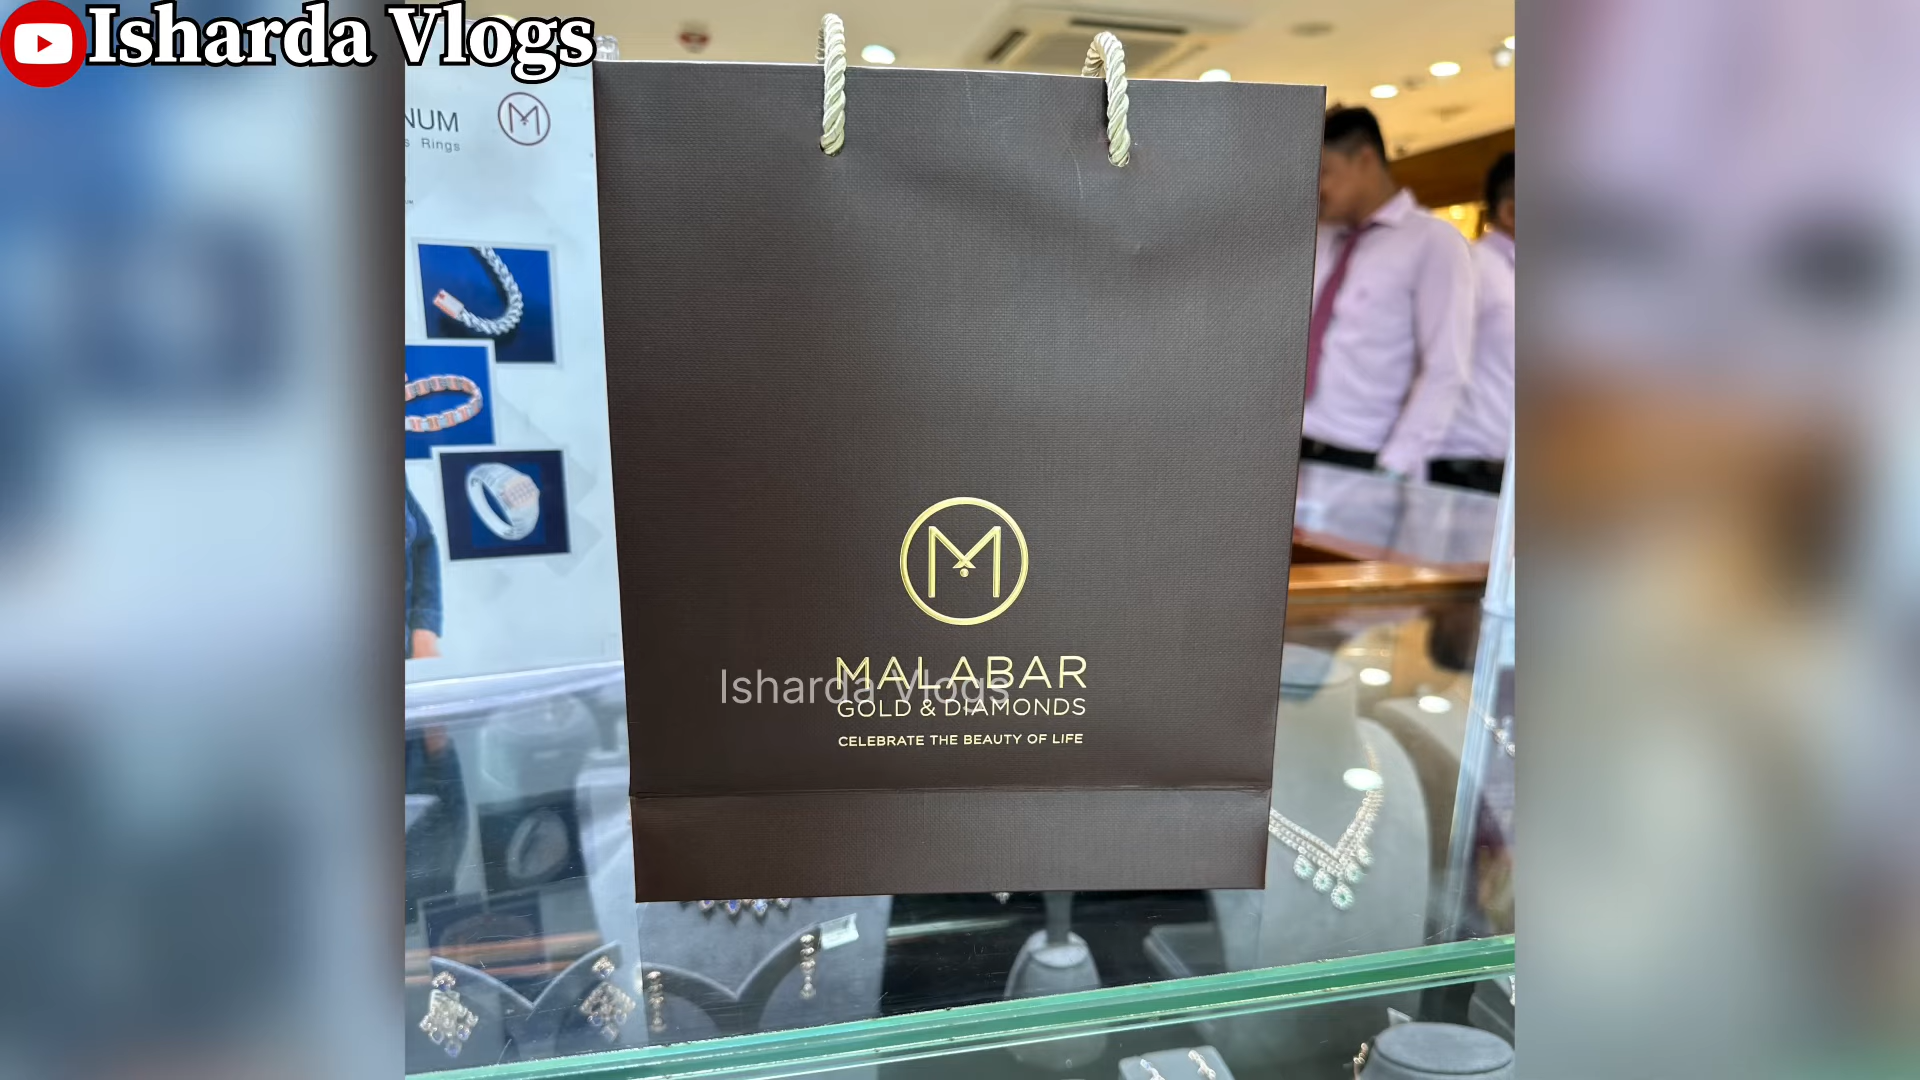 Isharda Vlogs
NUM
s Rings
M
M
MALABAR
Isharda Vlogs
GOLD & DIAMONDS
CELEBRATE THE BEAUTY OF LIFE